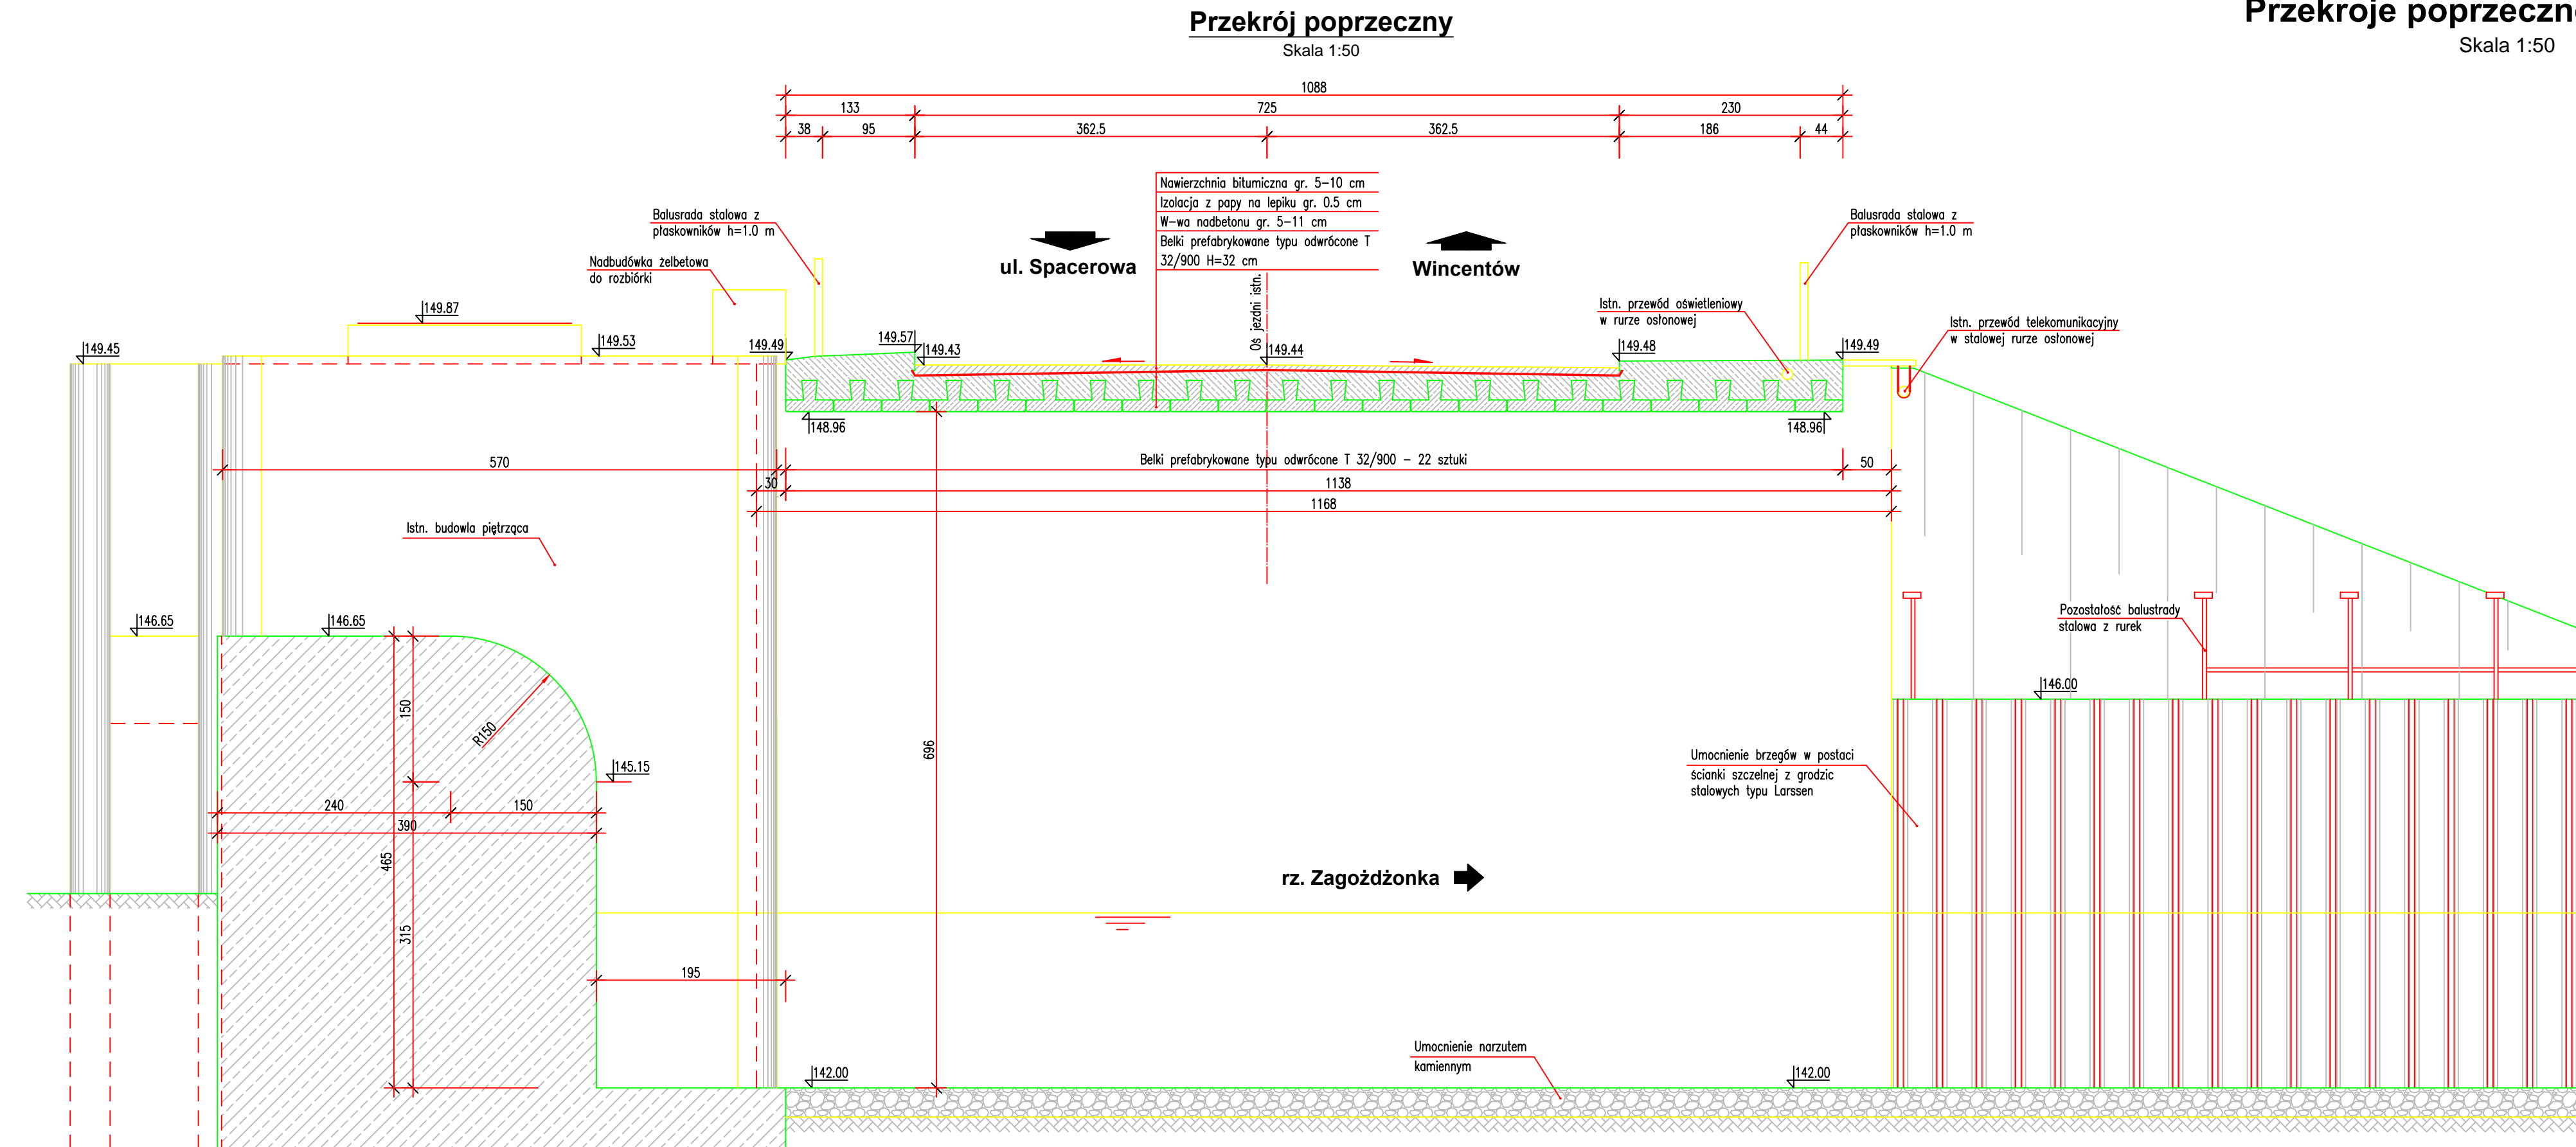 Przekrój poprzeczny
Skala 1:50
Przekroje poprzeczn
Skala 1:50
1088
133
725
230
38
95
362.5
362.5
186
44
Nawierzchnia bitumiczna gr. 5-10 cm
Izolacja z papy na lepiku gr. 0.5 cm
W-wa nadbetonu gr. 5-11 cm
Belki prefabrykowane typu odwrócone T
32/900 H=32 cm
Balusrada stalowa z
płaskowników h=1.0 m
Nadbudówka żelbetowa
do rozbiórki
ul. Spacerowa
Wincentów
Oś jezdni istn.
Balusrada stalowa z
płaskowników h=1.0 m
Istn. przewód oświetleniowy
w rurze osłonowej
Istn. przewód telekomunikacyjny
w stalowej rurze osłonowej
149.45
149.87
149.53
149.49
149.57
149.43
149.44
149.48
149.49
148.96
148.96
570
Belki prefabrykowane typu odwrócone T 32/900 - 22 sztuki
50
30
1138
1168
Istn. budowla piętrząca
146.65
146.65
Pozostałość balustrady
stalowa z rurek
146.00
150
R150
696
145.15
Umocnienie brzegów w postaci
ścianki szczelnej z grodzic
stalowych typu Larssen
240
150
390
465
315
rz. Zagożdżonka
195
Umocnienie narzutem
kamiennym
142.00
142.00